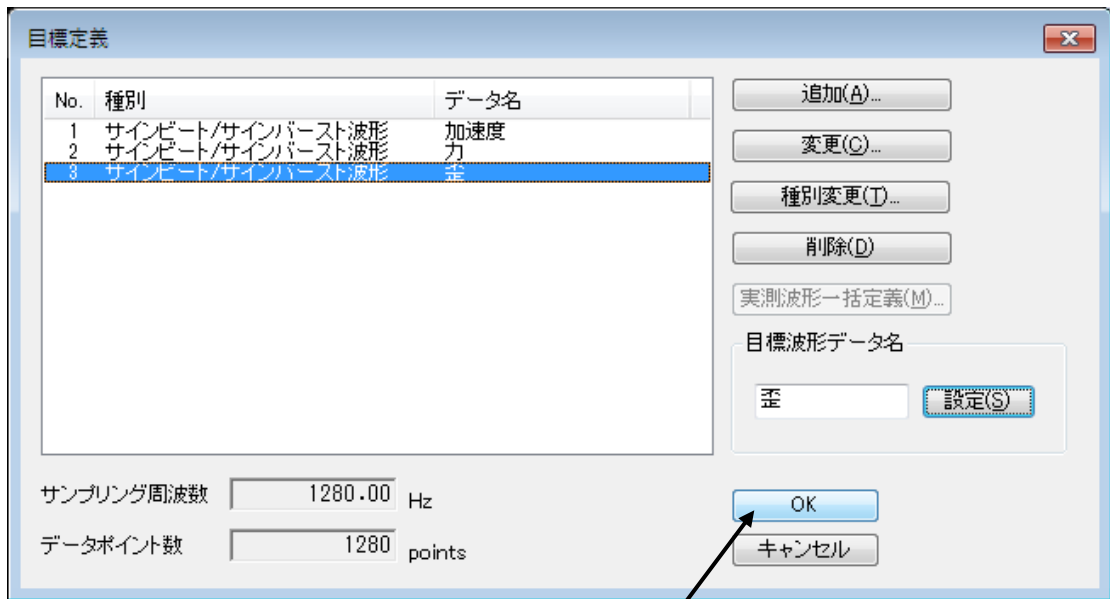 目標定義
No. 種別 データ名
1 サインビート/サインバースト波形 加速度
2 サインビート/サインバースト波形 力
3 サインビート/サインバースト波形 歪
追加(A)...
変更(C)...
種別変更(T)...
削除(D)
実測波形一括定義(M)...
目標波形データ名
歪 設定(S)
サンプリング周波数 1280.00 Hz
データポイント数 1280 points
OK
キャンセル